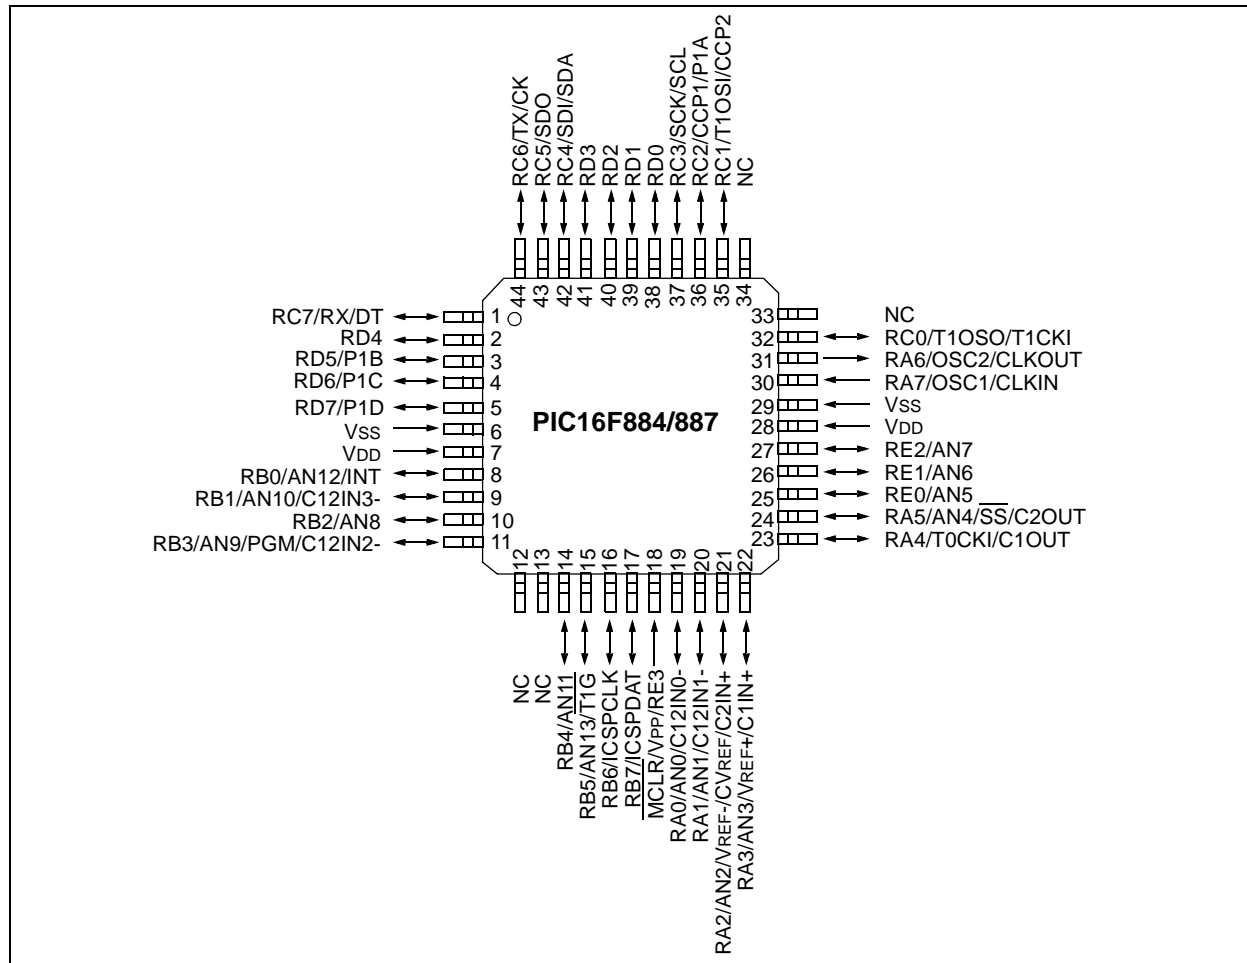 RC6/TX/CK
RC5/SDO
RC4/SDI/SDA
RD3
RD2
RD1
RD0
RC3/SCK/SCL
RC2/CCP1/P1A
RC1/T1OSI/CCP2
NC
44
43
42
41
40
39
38
37
36
35
34
RC7/RX/DT 1
RD4 2
RD5/P1B 3
RD6/P1C 4
RD7/P1D 5
VSS 6
VDD 7
RB0/AN12/INT 8
RB1/AN10/C12IN3- 9
RB2/AN8 10
RB3/AN9/PGM/C12IN2- 11
PIC16F884/887
33 NC
32 RC0/T1OSO/T1CKI
31 RA6/OSC2/CLKOUT
30 RA7/OSC1/CLKIN
29 VSS
28 VDD
27 RE2/AN7
26 RE1/AN6
25 RE0/AN5
24 RA5/AN4/SS/C2OUT
23 RA4/T0CKI/C1OUT
12
13
14
15
16
17
18
19
20
21
22
NC
NC
RB4/AN11
RB5/AN13/T1G
RB6/ICSPCLK
RB7/ICSPDAT
MCLR/VPP/RE3
RA0/AN0/C12IN0-
RA1/AN1/C12IN1-
RA2/AN2/VREF-/CVREF/C2IN+
RA3/AN3/VREF+/C1IN+